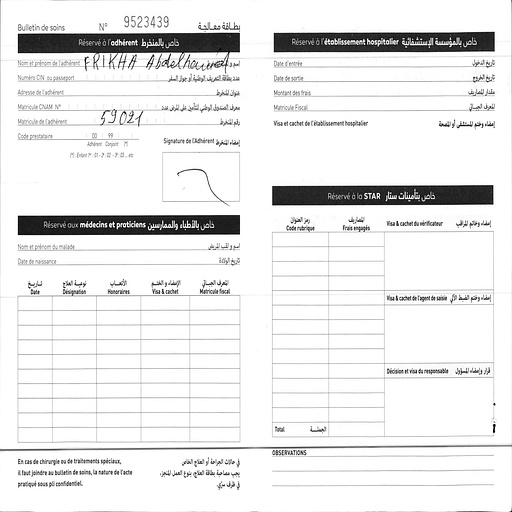 Bulletin de soins N° 9523439 بطاقة معالجة
Réservé à l'adhérent خاص بالمنخرط
Nom et prénom de l'adhérent FRIKHA Abdelhamid
Numéro CIN ou passeport عدد بطاقة التعريف الوطنية أو جواز السفر
Adresse de l'adhérent عنوان المنخرط
Matricule CNAM N° معرف الصندوق الوطني للتأمين على المرض عدد
Matricule de l'adhérent 59021 رقم المنخرط
Code prestataire 00 99
Adhérent Conjoint (*)
(*) : Enfant 1er : 01 - 2e : 02 - 3e : 03 ... etc
Signature de l'Adhérent إمضاء المنخرط
Réservé aux médecins et praticiens خاص بالأطباء والممارسين
Nom et prénom du malade إسم و لقب المريض
Date de naissance تاريخ الولادة
تاريخ نوعية العلاج الأتعاب الإمضاء و الختم المعرف الجبائي
Date Désignation Honoraires Visa & cachet Matricule fiscal
En cas de chirurgie ou de traitements spéciaux,
il faut joindre au bulletin de soins, la nature de l'acte
pratiqué sous pli confidentiel.
في حالات الجراحة أو العلاج الخاص
يجب مصاحبة بطاقة العلاج، بنوع العمل المنجز،
في ظرف سري.
Réservé à l'établissement hospitalier خاص بالمؤسسة الإستشفائية
Date d'entrée تاريخ الدخول
Date de sortie تاريخ الخروج
Montant des frais مقدار المصاريف
Matricule Fiscal المعرف الجبائي
Visa et cachet de l'établissement hospitalier إمضاء وختم المستشفى أو المصحة
Réservé à la STAR خاص بتأمينات ستار
رمز العنوان المصاريف
Code rubrique Frais engagés
Visa & cachet du vérificateur إمضاء وخاتم المراقب
Visa & cachet de l'agent de saisie إمضاء وختم الضبط الآلي
Décision et visa du responsable قرار وإمضاء المسؤول
Total الجملة
OBSERVATIONS